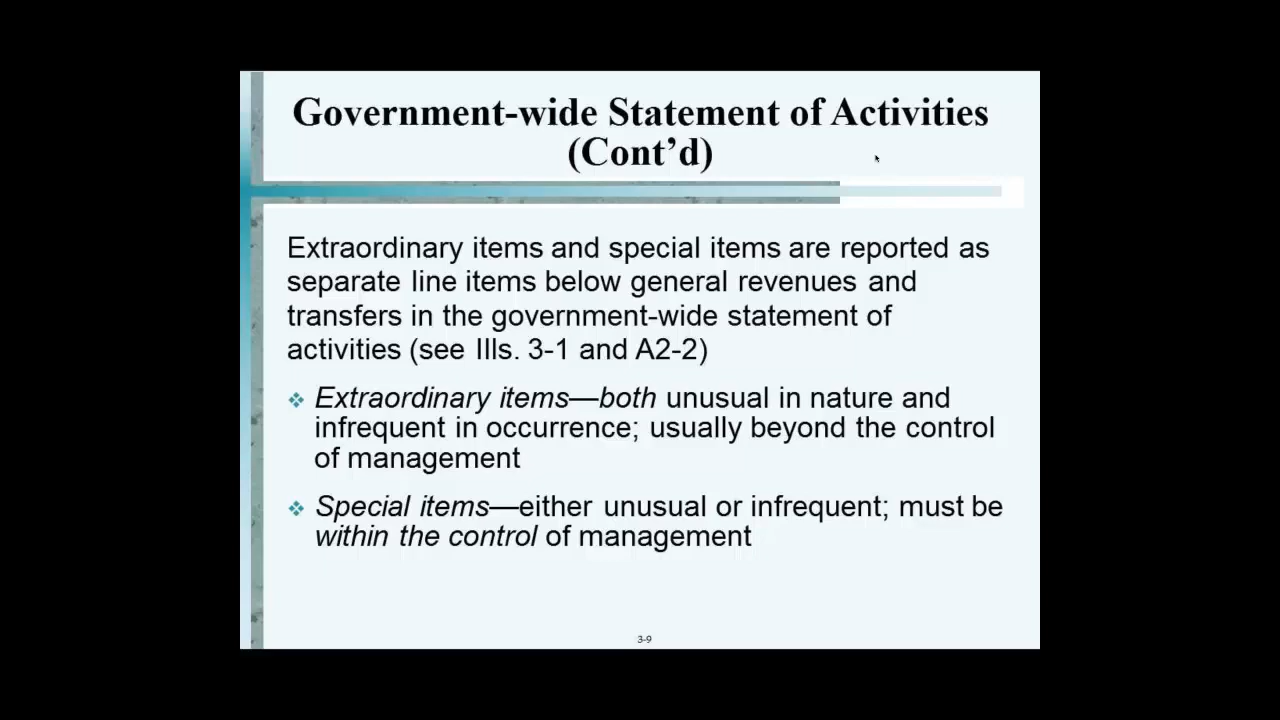 Government-wide Statement of Activities
(Cont’d)
Extraordinary items and special items are reported as
separate line items below general revenues and
transfers in the government-wide statement of
activities (see Ills. 3-1 and A2-2)
❖ Extraordinary items—both unusual in nature and
infrequent in occurrence; usually beyond the control
of management
❖ Special items—either unusual or infrequent; must be
within the control of management
3-9